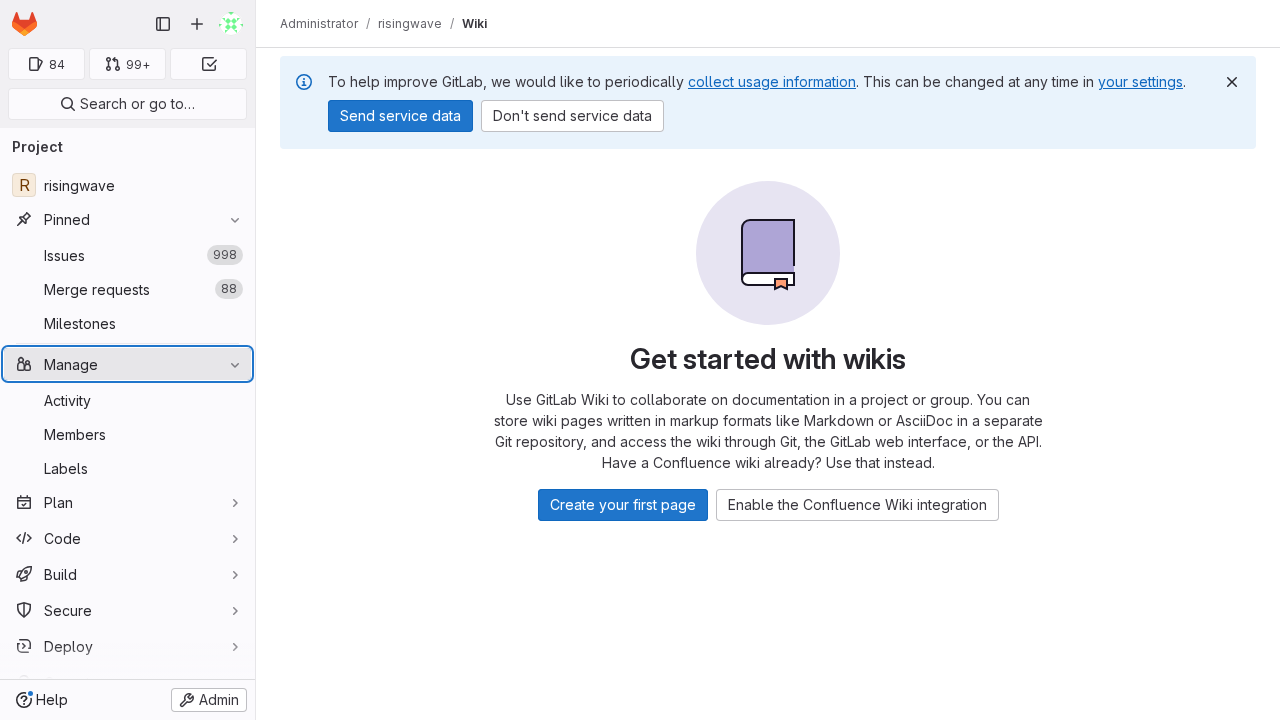 Administrator / risingwave / Wiki
84
99+
Search or go to…
Project
R risingwave
Pinned
Issues 998
Merge requests 88
Milestones
Manage
Activity
Members
Labels
Plan
Code
Build
Secure
Deploy
Help
Admin
To help improve GitLab, we would like to periodically collect usage information. This can be changed at any time in your settings.
Send service data
Don't send service data
Get started with wikis
Use GitLab Wiki to collaborate on documentation in a project or group. You can
store wiki pages written in markup formats like Markdown or AsciiDoc in a separate
Git repository, and access the wiki through Git, the GitLab web interface, or the API.
Have a Confluence wiki already? Use that instead.
Create your first page
Enable the Confluence Wiki integration